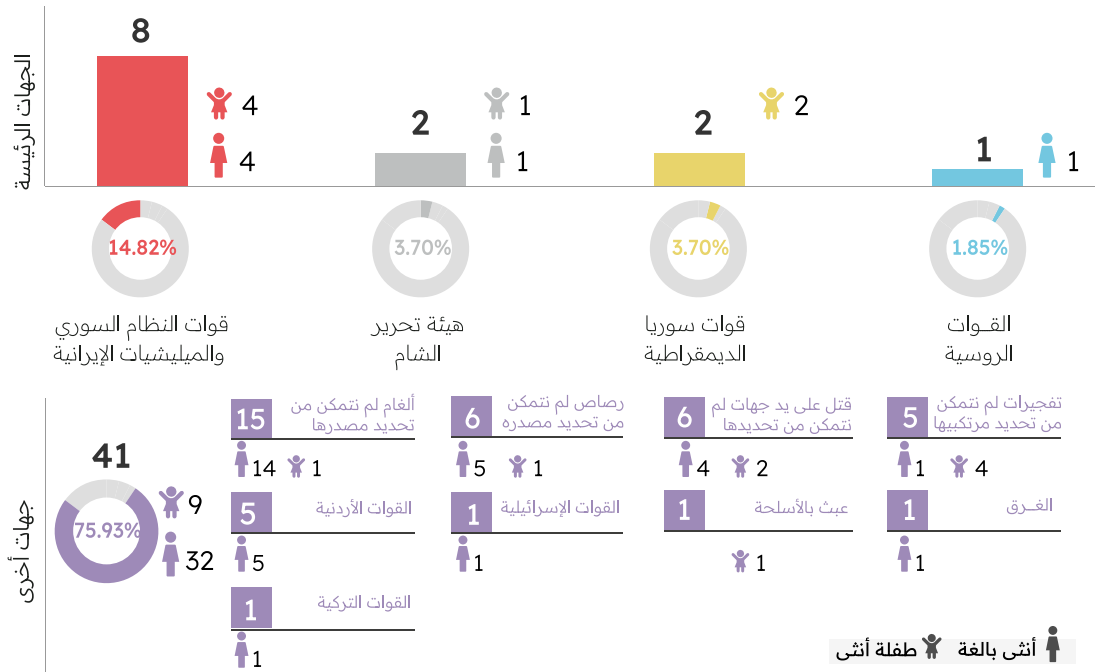 الجهات الرئيسة
8
4
4
2
1
1
2
2
1
1
14.82%
3.70%
3.70%
1.85%
قوات النظام السوري
والميليشيات الإيرانية
هيئة تحرير
الشام
قوات سوريا
الديمقراطية
القــوات
الروسية
جهات أخرى
41
75.93%
9
32
15
ألغام لم نتمكن من
تحديد مصدرها
14
1
6
رصاص لم نتمكن
من تحديد مصدره
5
1
6
قتل على يد جهات لم
نتمكن من تحديدها
4
2
5
تفجيرات لم نتمكن
من تحديد مرتكبيها
1
4
5
القوات الأردنية
5
1
القوات الإسرائيلية
1
1
عبث بالأسلحة
1
1
الغــرق
1
1
القوات التركية
1
أنثى بالغة
طفلة أنثى